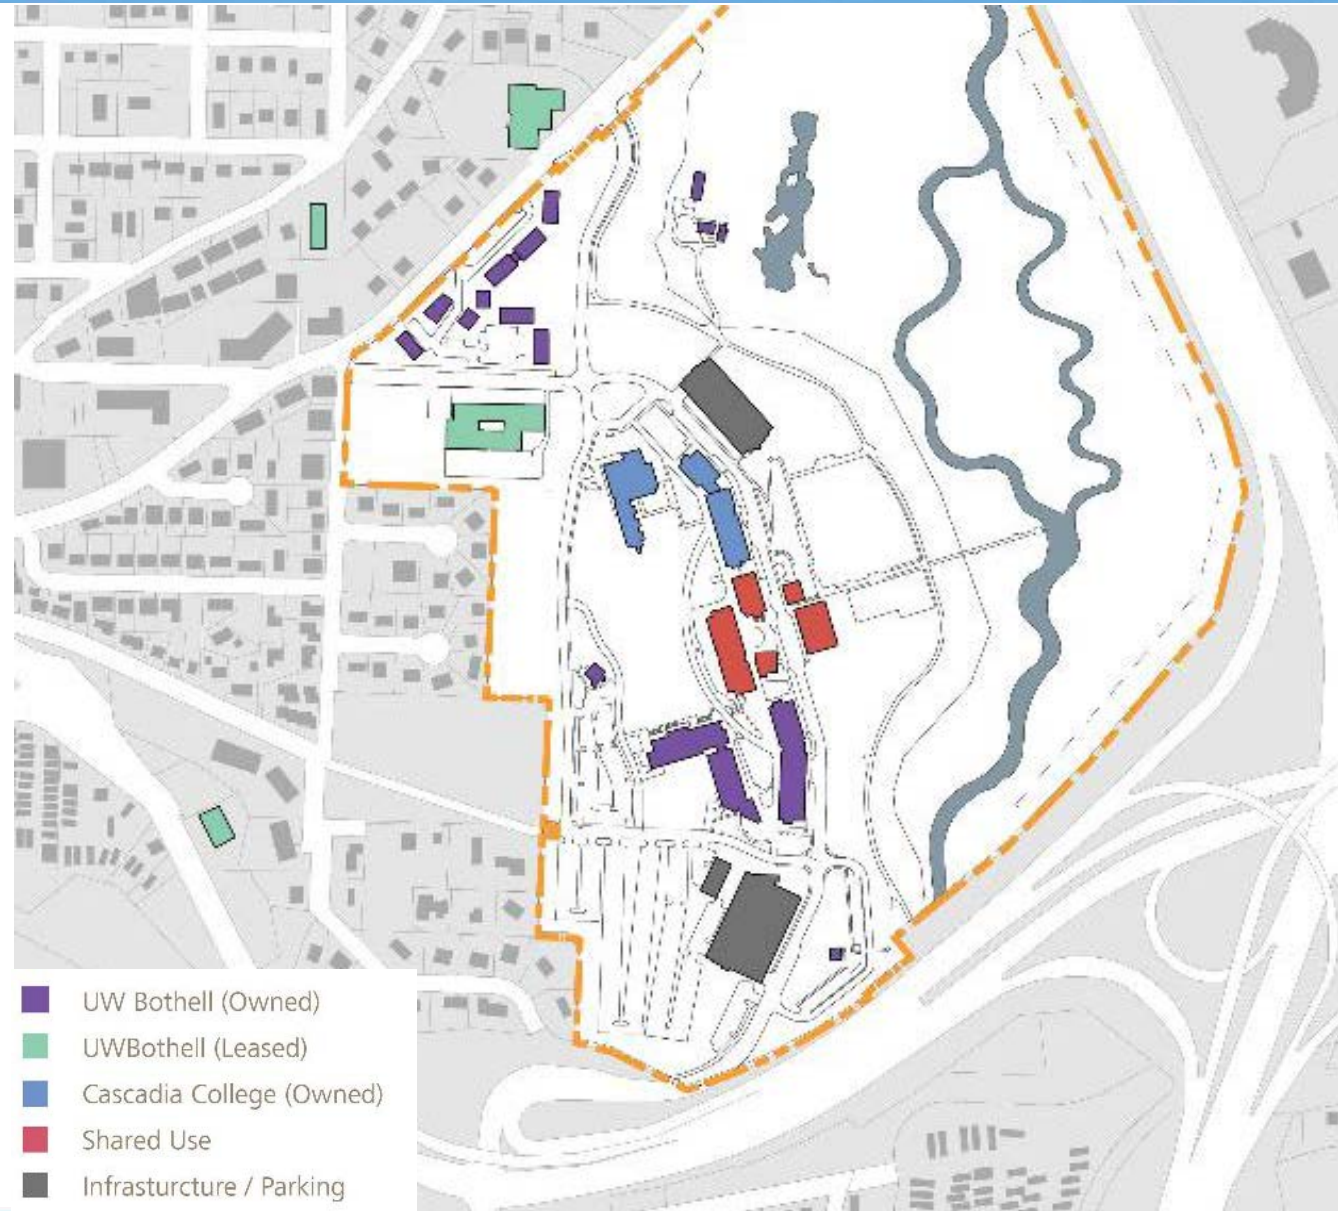 UW Bothell (Owned)
UWBothell (Leased)
Cascadia College (Owned)
Shared Use
Infrasturcture / Parking